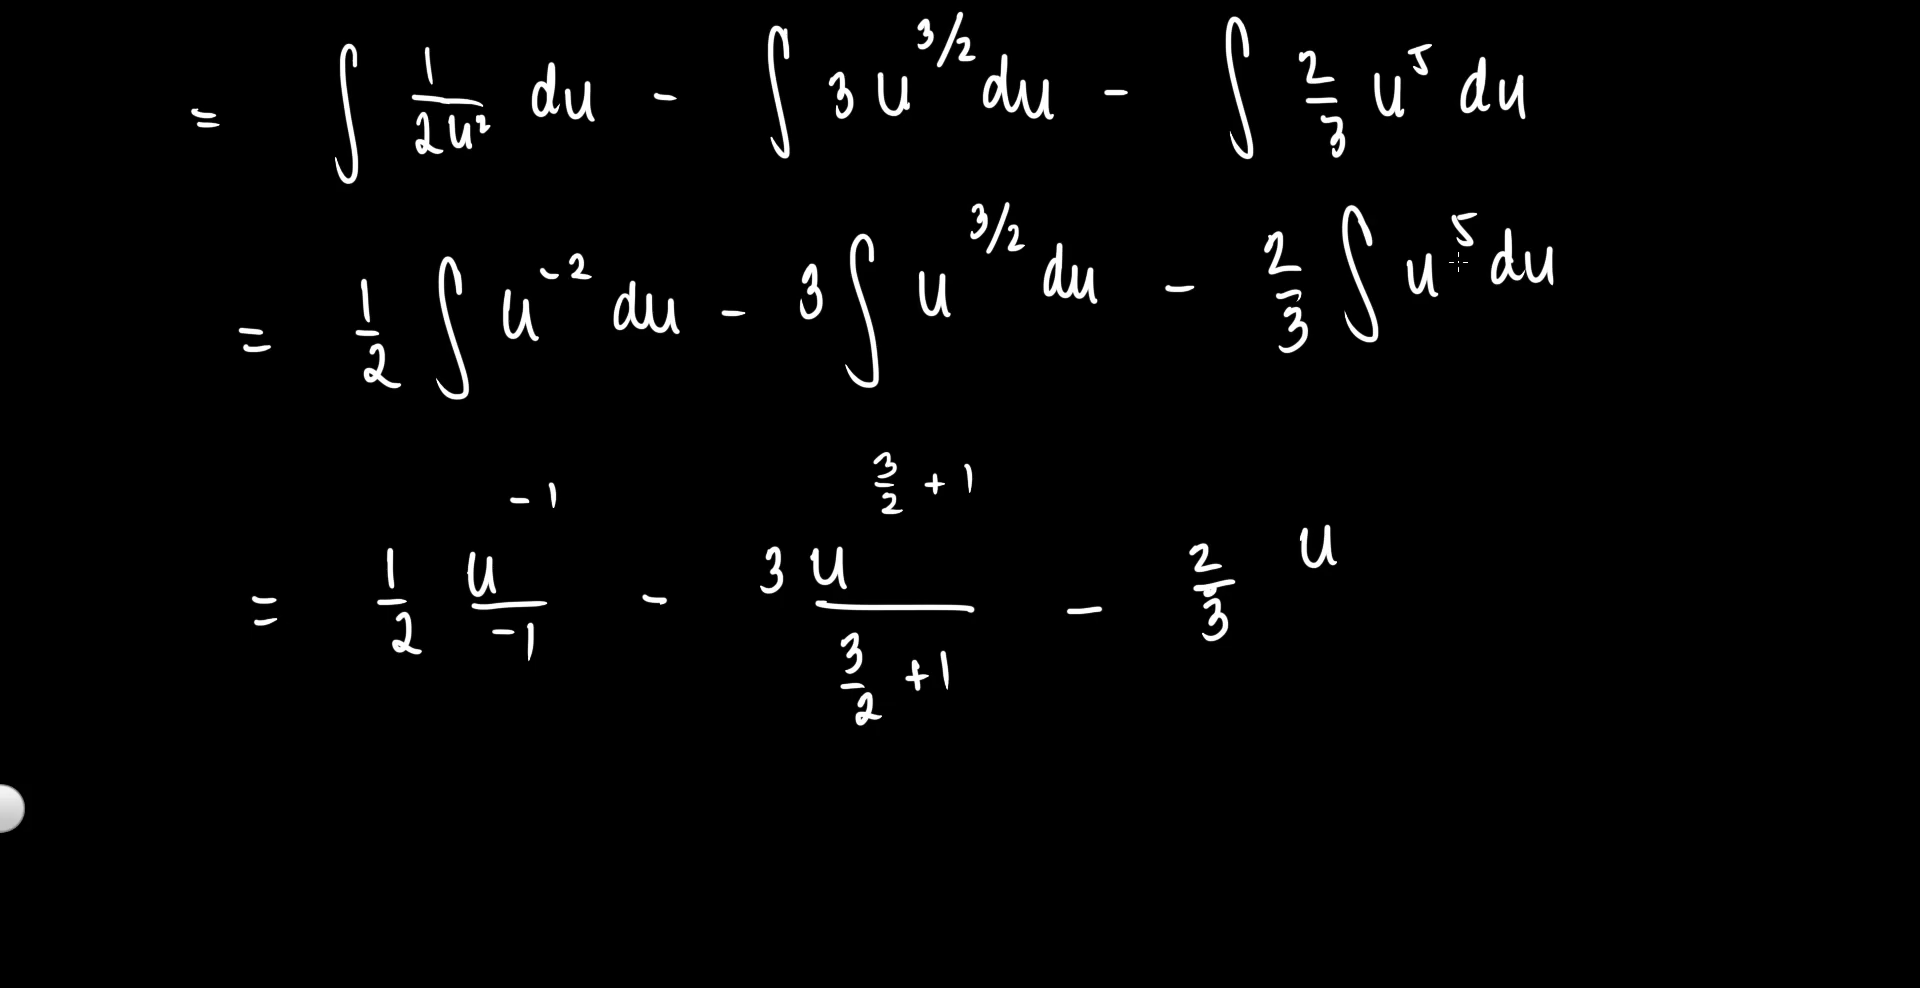 = ∫ 1/(2u²) du - ∫ 3u^(3/2) du - ∫ 2/3 u⁵ du
= 1/2 ∫ u⁻² du - 3 ∫ u^(3/2) du - 2/3 ∫ u⁵ du
= 1/2 u⁻¹/(-1) - 3u^(3/2 + 1)/(3/2 + 1) - 2/3 u